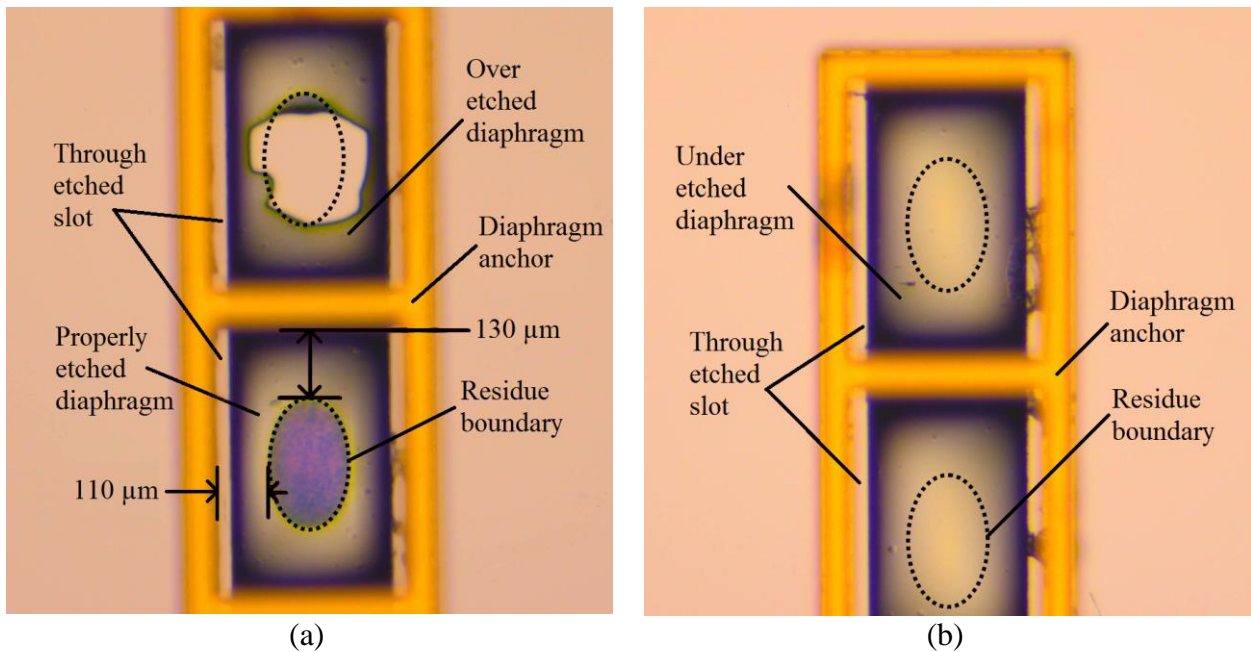 Over
etched
diaphragm
Through
etched
slot
Diaphragm
anchor
130 µm
Properly
etched
diaphragm
Residue
boundary
110 µm
(a)
Under
etched
diaphragm
Diaphragm
anchor
Through
etched
slot
Residue
boundary
(b)